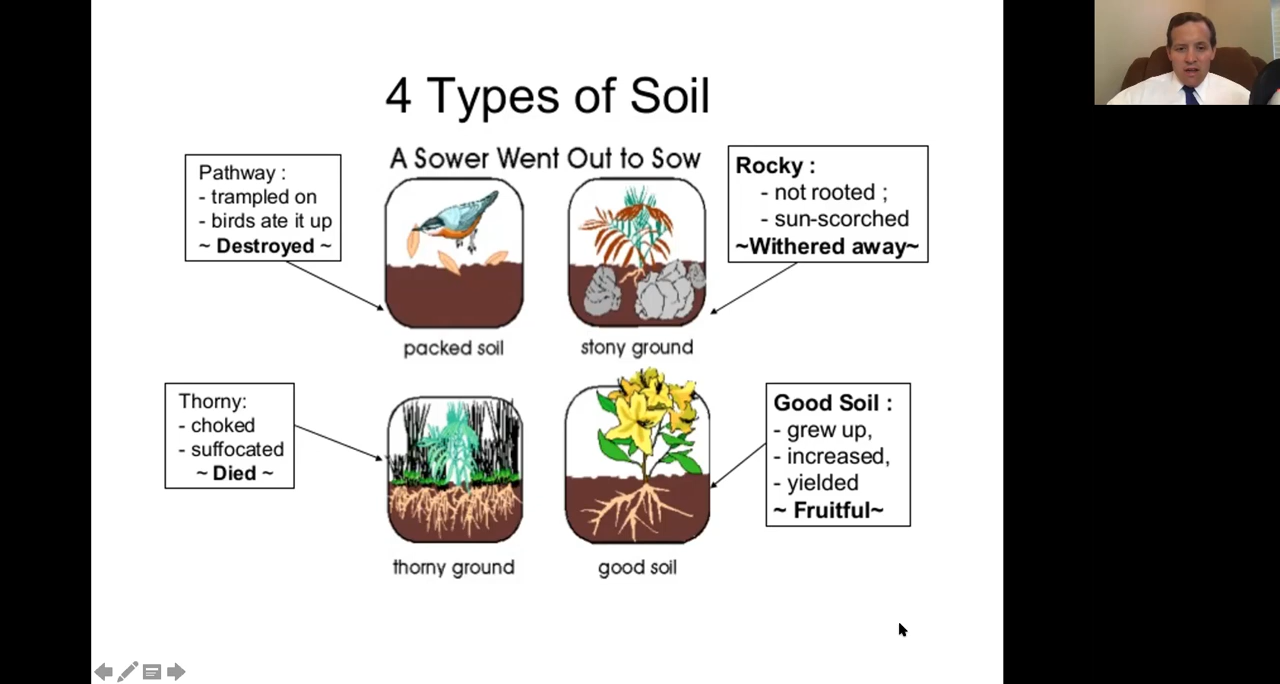 4 Types of Soil
A Sower Went Out to Sow
Pathway :
- trampled on
- birds ate it up
~ Destroyed ~
Rocky :
- not rooted ;
- sun-scorched
~Withered away~
packed soil
stony ground
Thorny:
- choked
- suffocated
~ Died ~
Good Soil :
- grew up,
- increased,
- yielded
~ Fruitful~
thorny ground
good soil